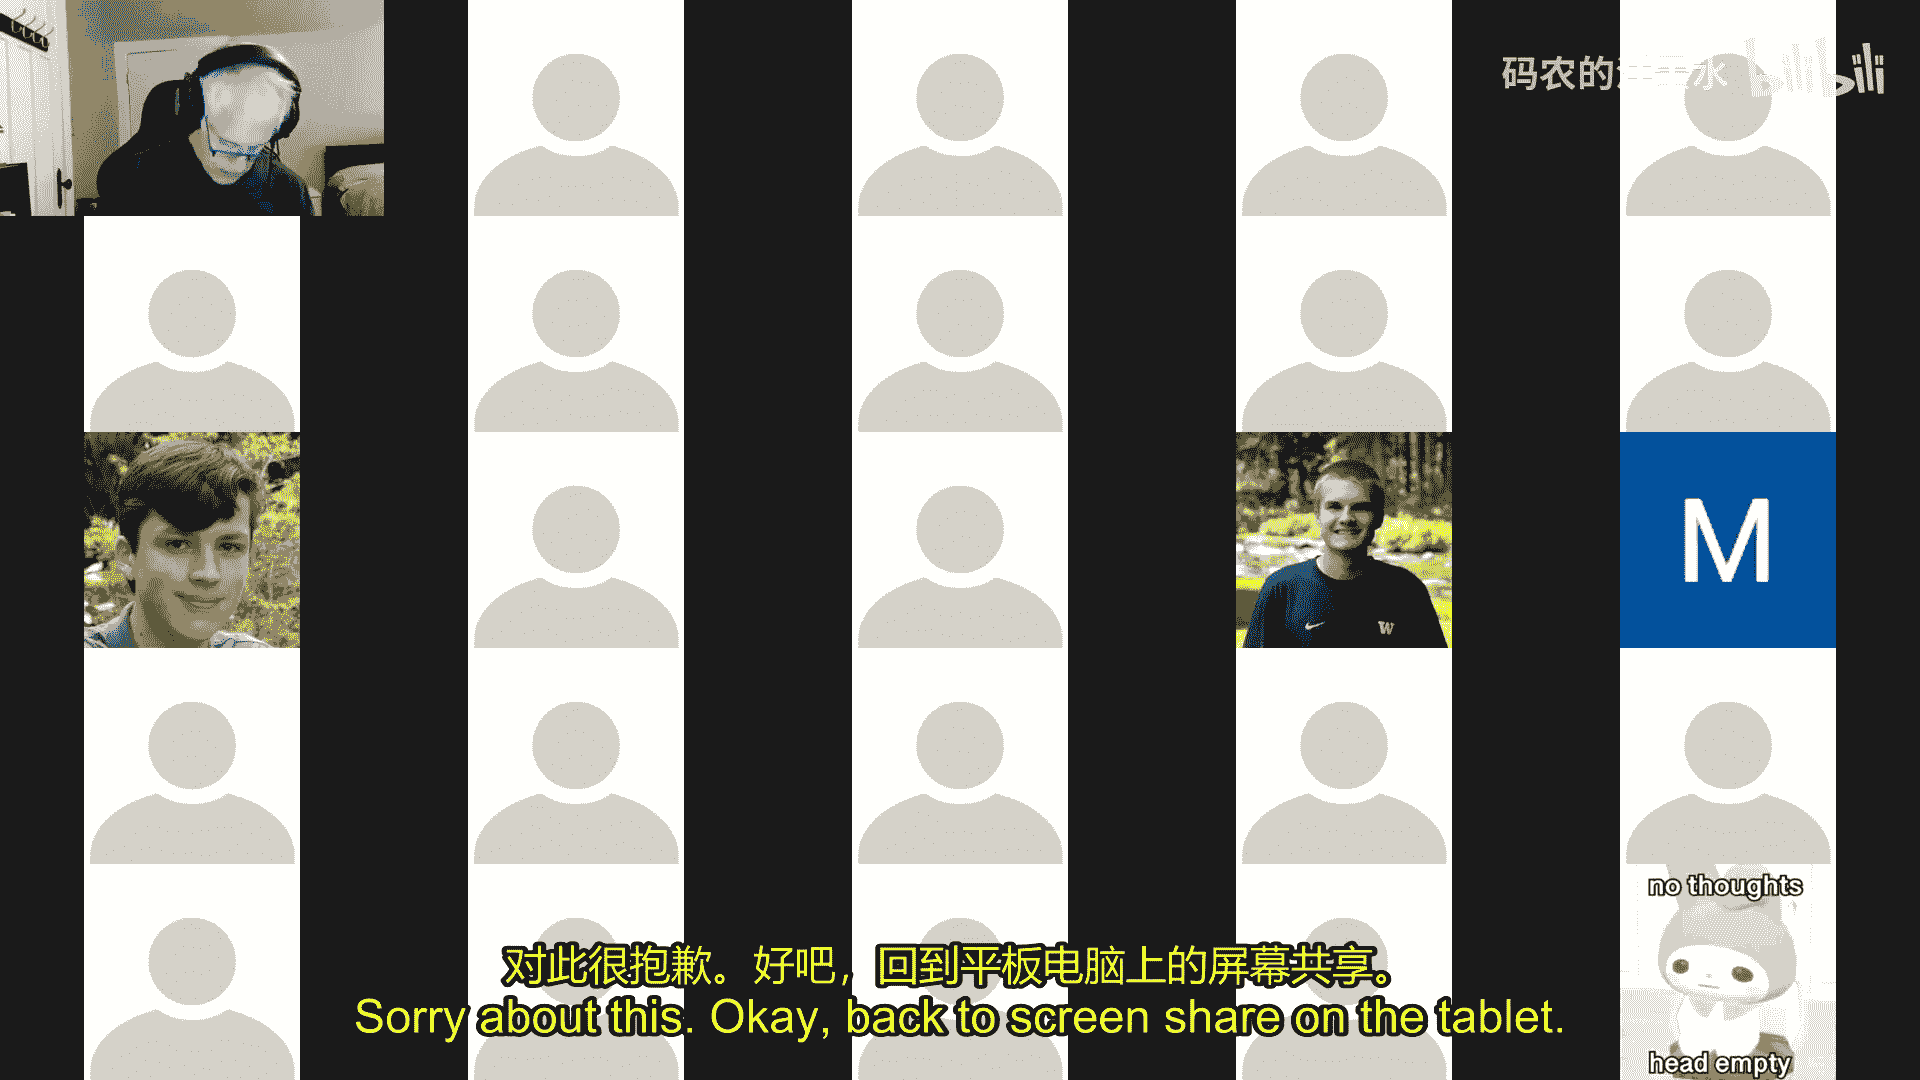 码农的 水 bilibili
M
W
no thoughts
head empty
对此很抱歉。好吧，回到平板电脑上的屏幕共享。
Sorry about this. Okay, back to screen share on the tablet.